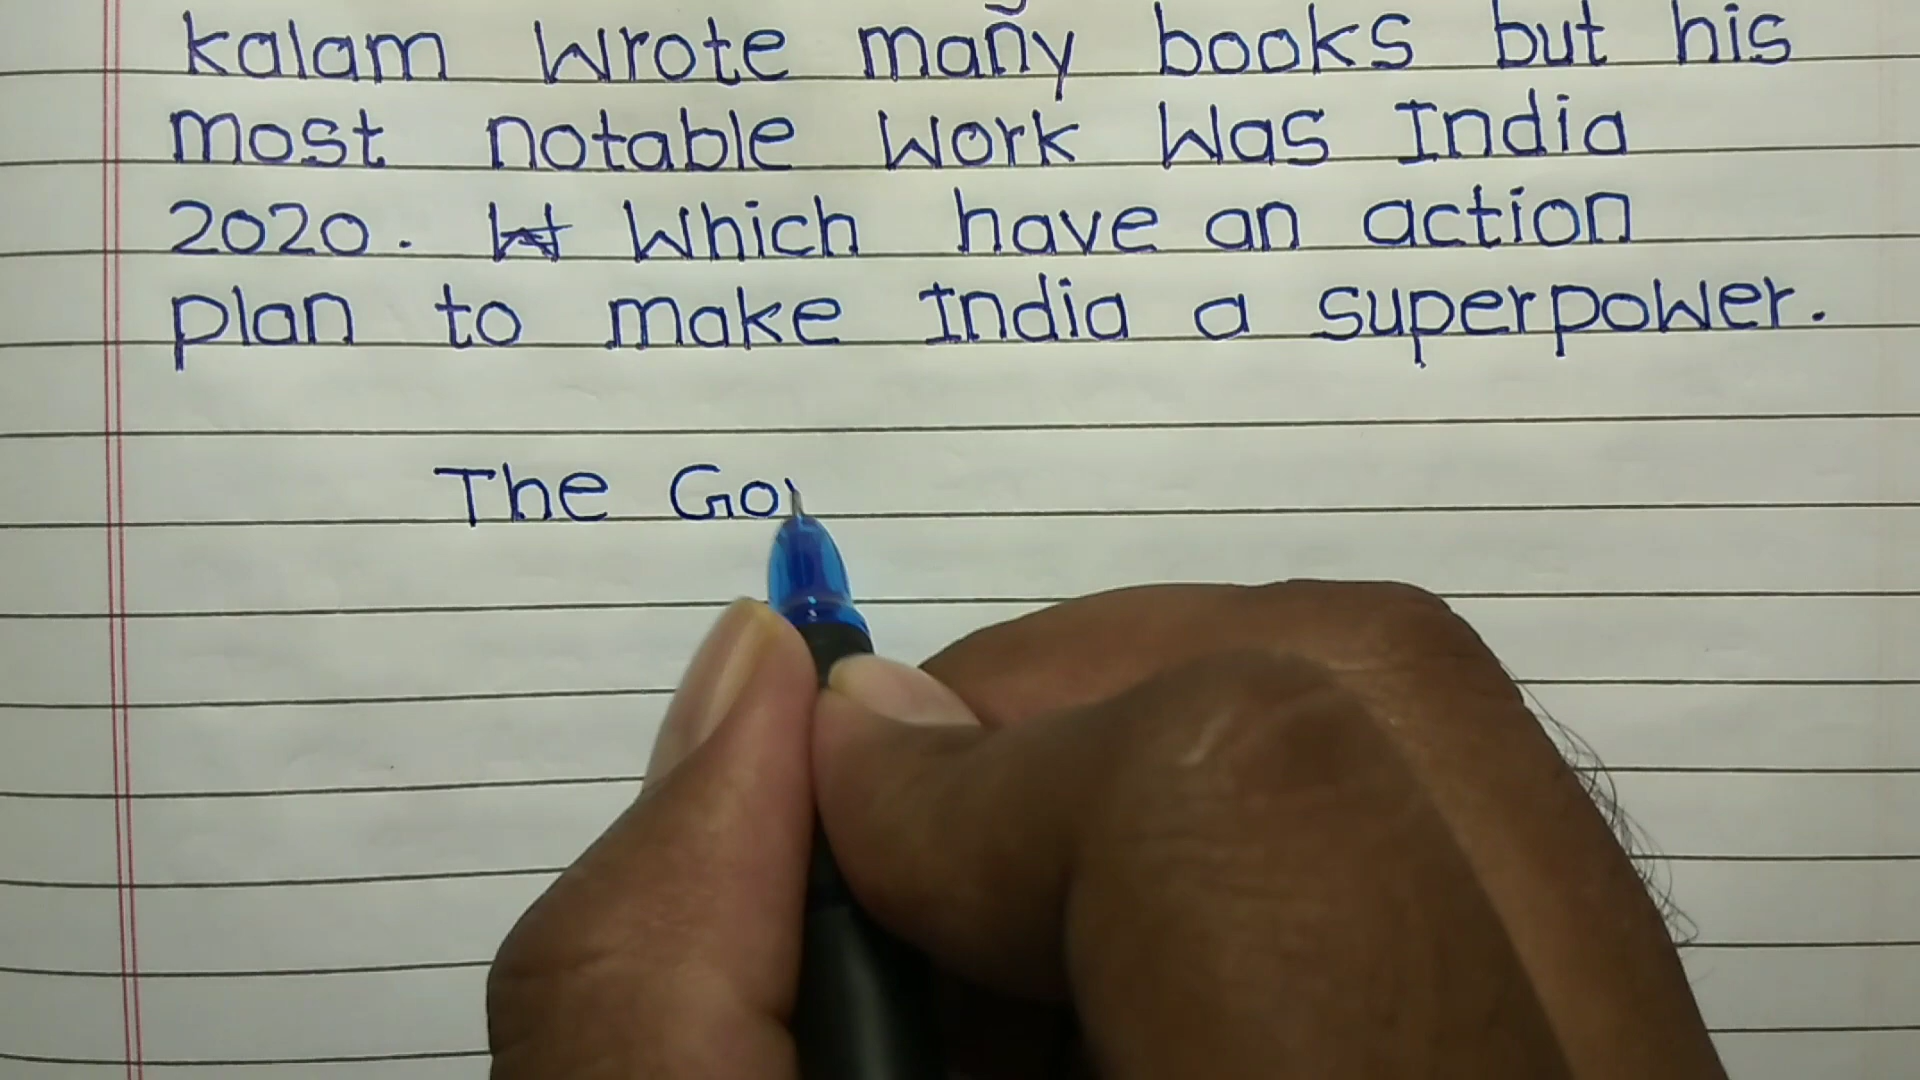 Kalam Wrote many books but his
most notable Work Was India
2020. Which have an action
plan to make India a superpower.
The Go